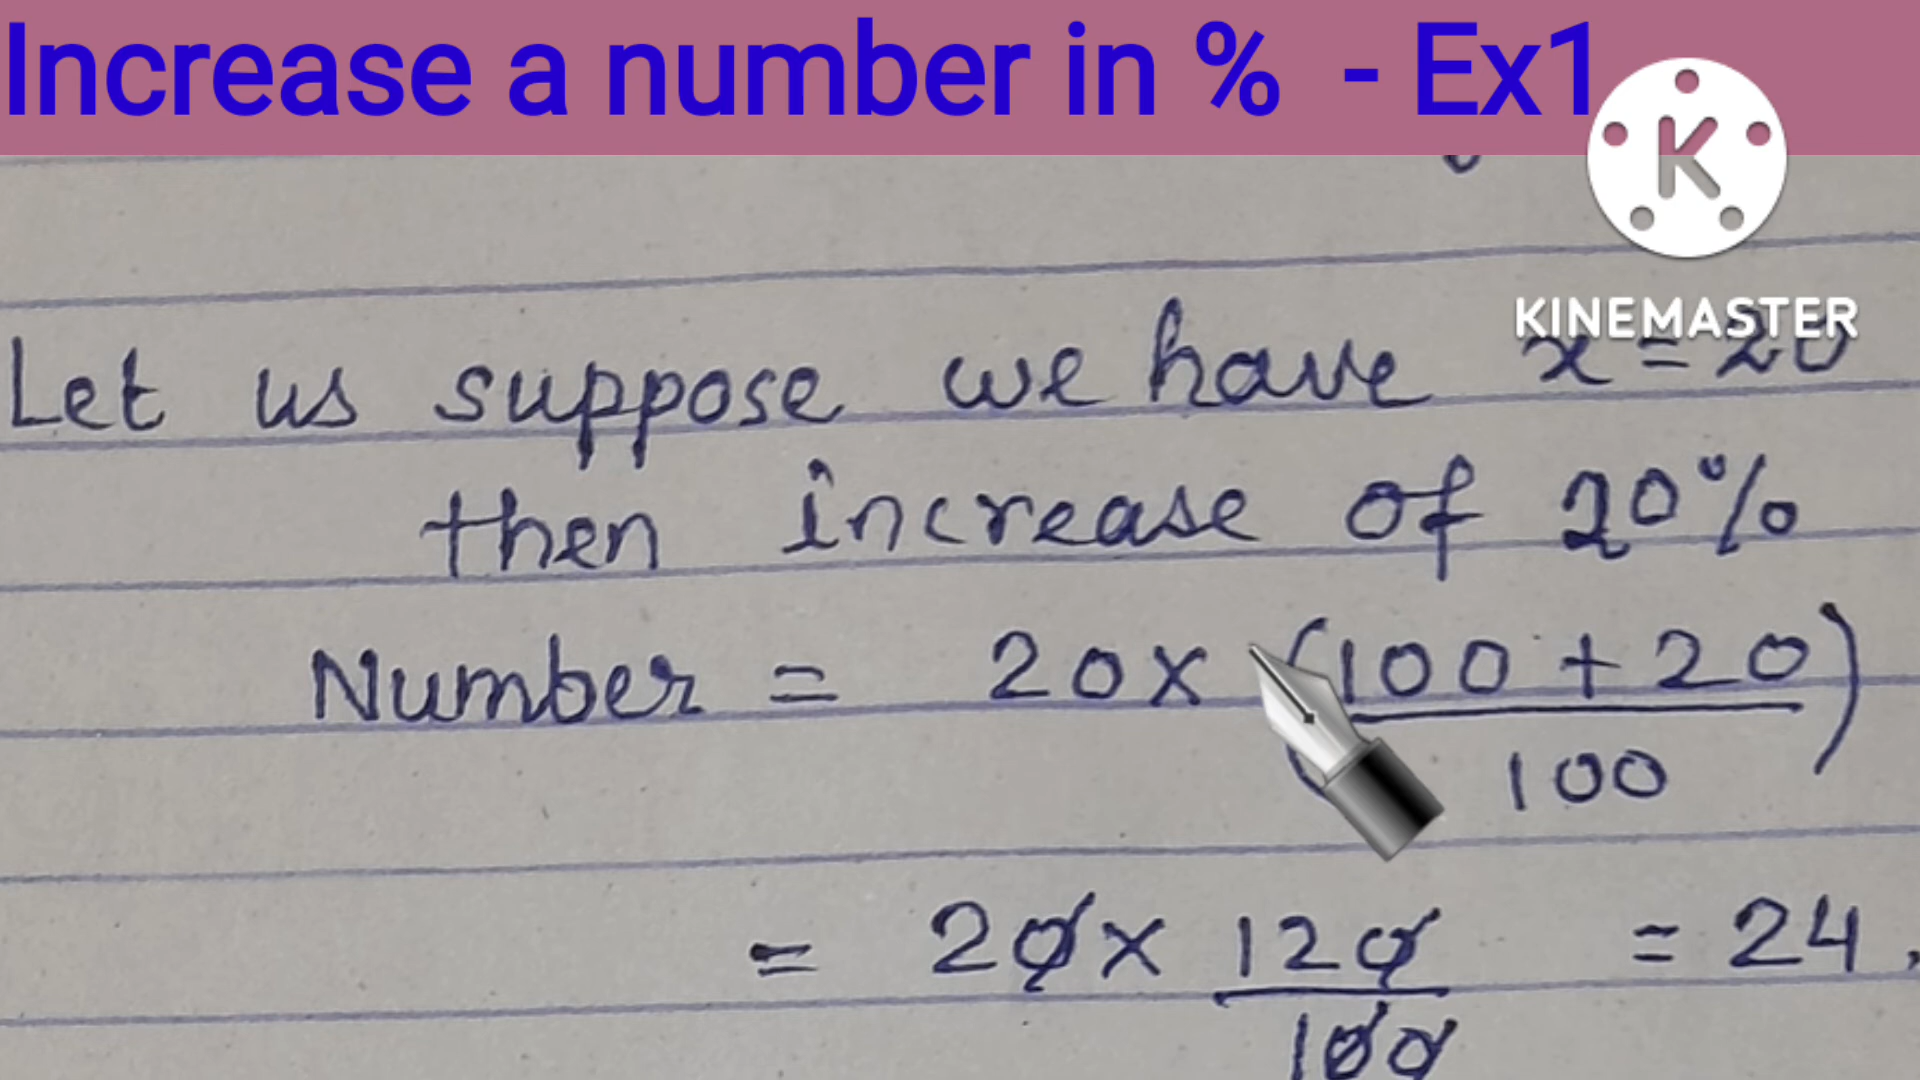 Increase a number in % - Ex1
KINEMASTER
Let us suppose we have x = 20
then increase of 20%
Number = 20 x (100 + 20)
100
= 20 x 120 = 24.
100